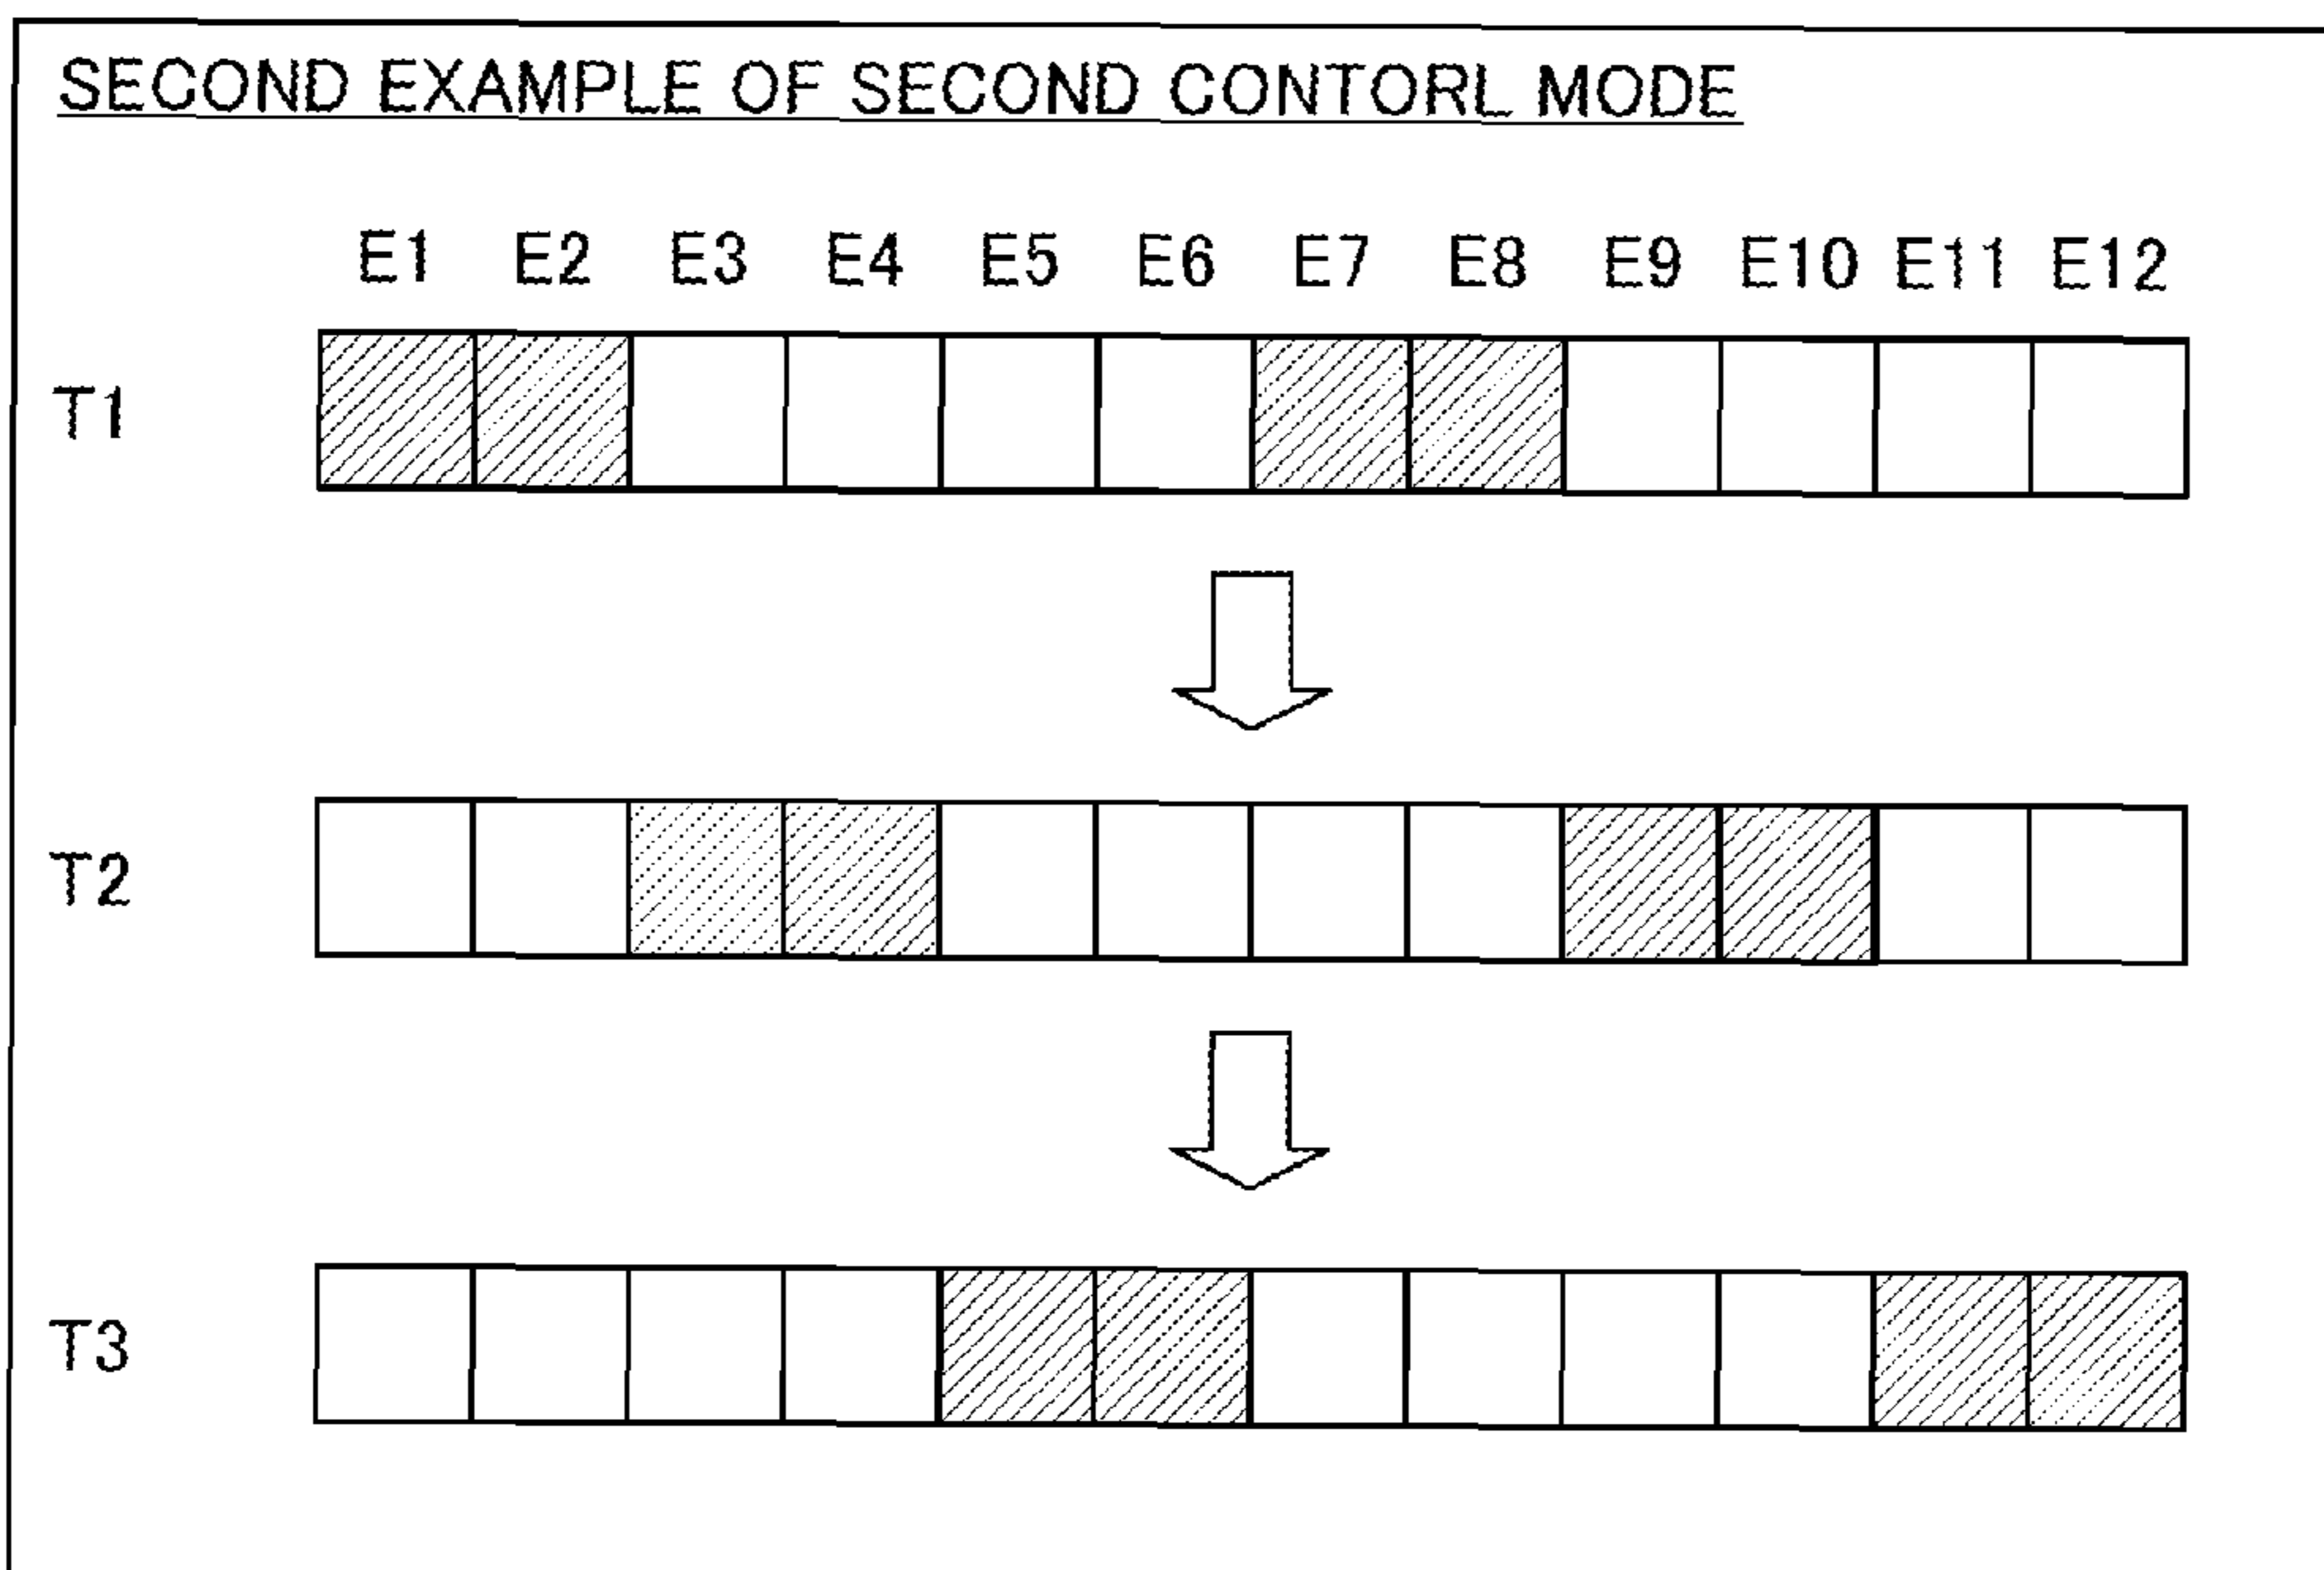 SECOND EXAMPLE OF SECOND CONTORL MODE
E1 E2 E3 E4 E5 E6 E7 E8 E9 E10 E11 E12
T1
T2
T3